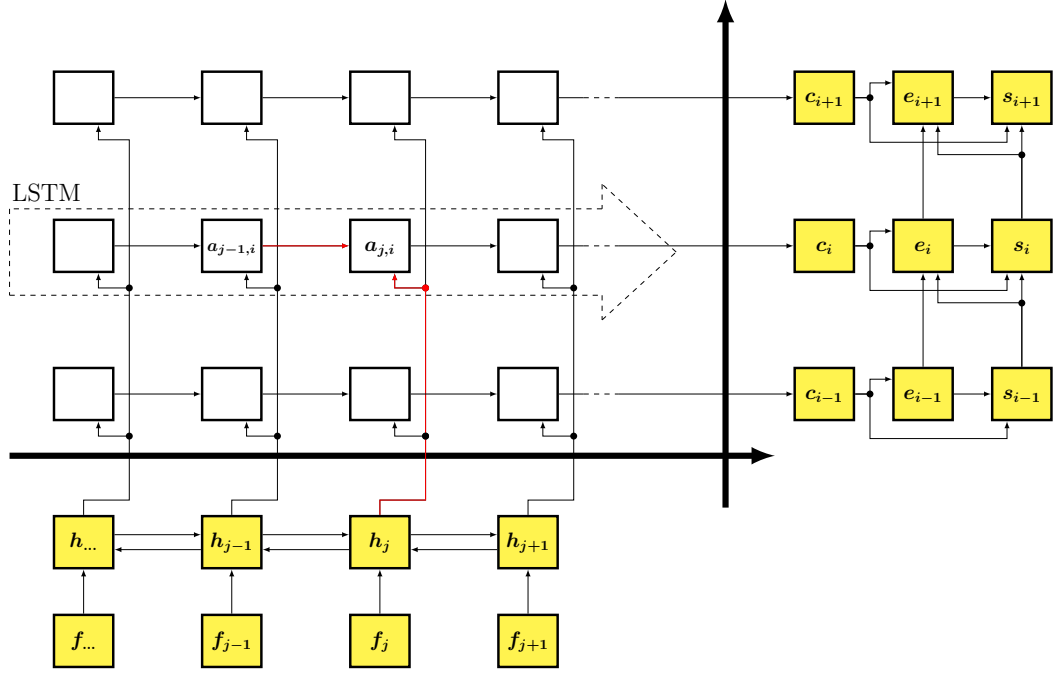 c_{i+1} e_{i+1} s_{i+1}
LSTM
a_{j-1,i} a_{j,i} c_i e_i s_i
c_{i-1} e_{i-1} s_{i-1}
h_{...} h_{j-1} h_j h_{j+1}
f_{...} f_{j-1} f_j f_{j+1}